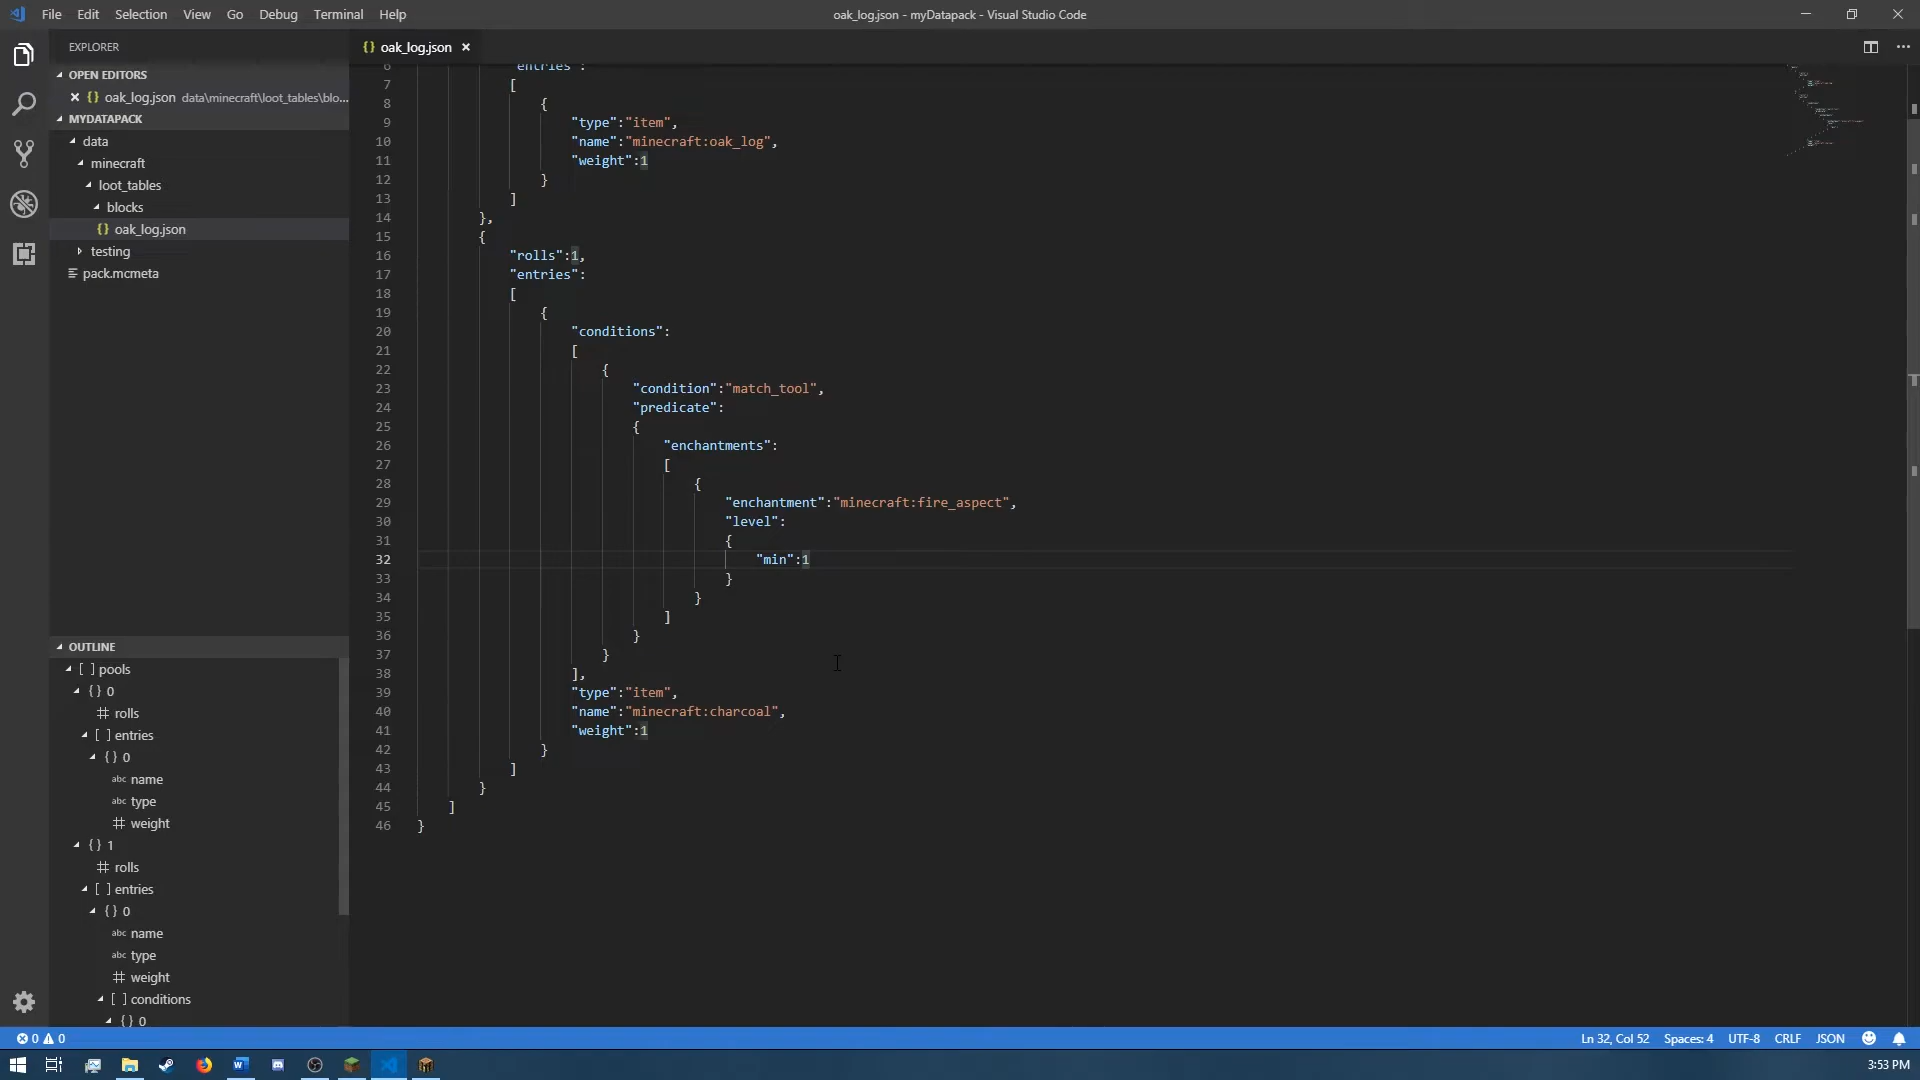 File Edit Selection View Go Debug Terminal Help
oak_log.json - myDatapack - Visual Studio Code
EXPLORER
OPEN EDITORS
oak_log.json data\minecraft\loot_tables\blo...
MYDATAPACK
data
minecraft
loot_tables
blocks
{} oak_log.json
testing
pack.mcmeta
OUTLINE
[ ] pools
{} 0
rolls
[ ] entries
{} 0
abc name
abc type
weight
{} 1
rolls
[ ] entries
{} 0
abc name
abc type
weight
[ ] conditions
{} 0
{} oak_log.json
6 "entries":
7 [
8 {
9 "type":"item",
10 "name":"minecraft:oak_log",
11 "weight":1
12 }
13 ]
14 },
15 {
16 "rolls":1,
17 "entries":
18 [
19 {
20 "conditions":
21 [
22 {
23 "condition":"match_tool",
24 "predicate":
25 {
26 "enchantments":
27 [
28 {
29 "enchantment":"minecraft:fire_aspect",
30 "level":
31 {
32 "min":1
33 }
34 }
35 ]
36 }
37 }
38 ],
39 "type":"item",
40 "name":"minecraft:charcoal",
41 "weight":1
42 }
43 ]
44 }
45 ]
46 }
0 0
Ln 32, Col 52 Spaces: 4 UTF-8 CRLF JSON
3:53 PM